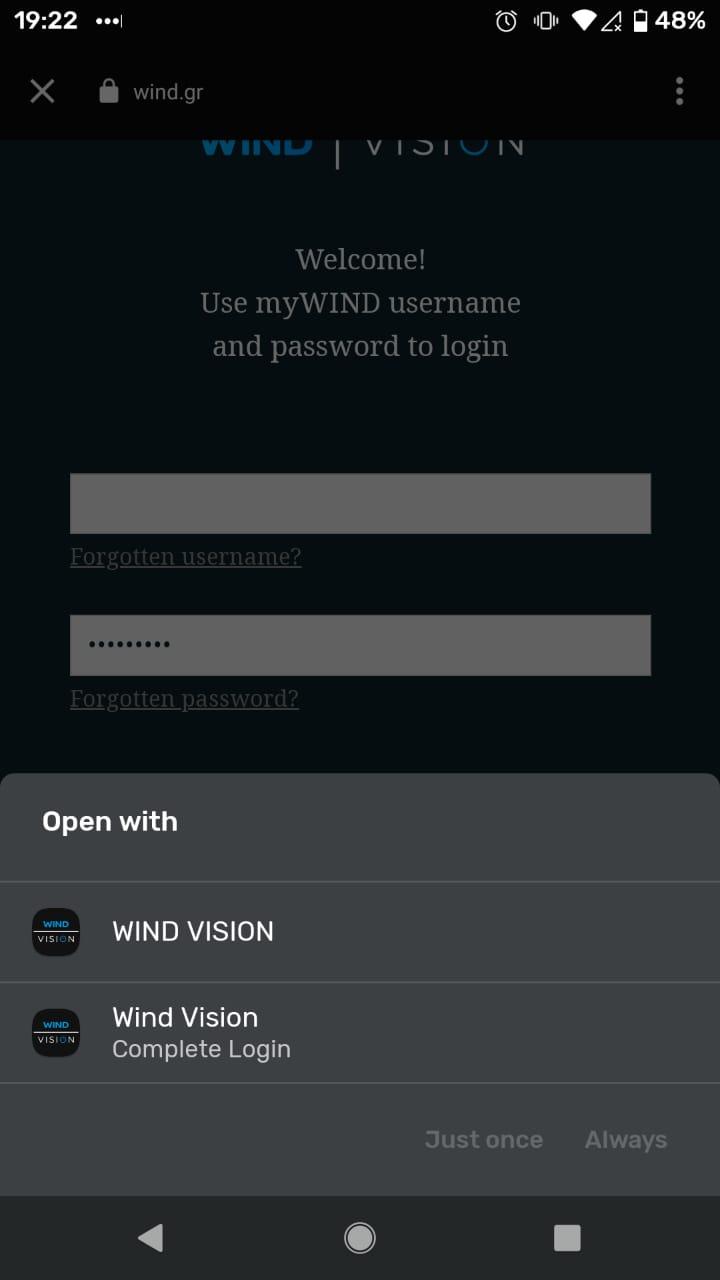 19:22
48%
wind.gr
WIND | VISION
Welcome!
Use myWIND username
and password to login
Forgotten username?
•••••••••
Forgotten password?
Open with
WIND
VISION
WIND VISION
WIND
VISION
Wind Vision
Complete Login
Just once
Always